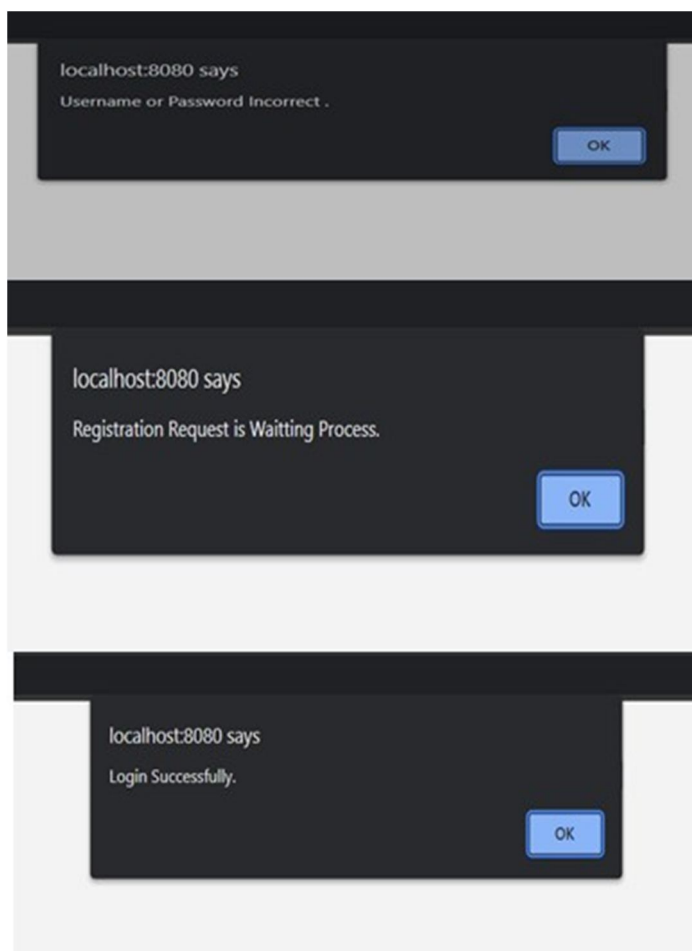 localhost:8080 says
Username or Password Incorrect .
OK
localhost:8080 says
Registration Request is Waitting Process.
OK
localhost:8080 says
Login Successfully.
OK